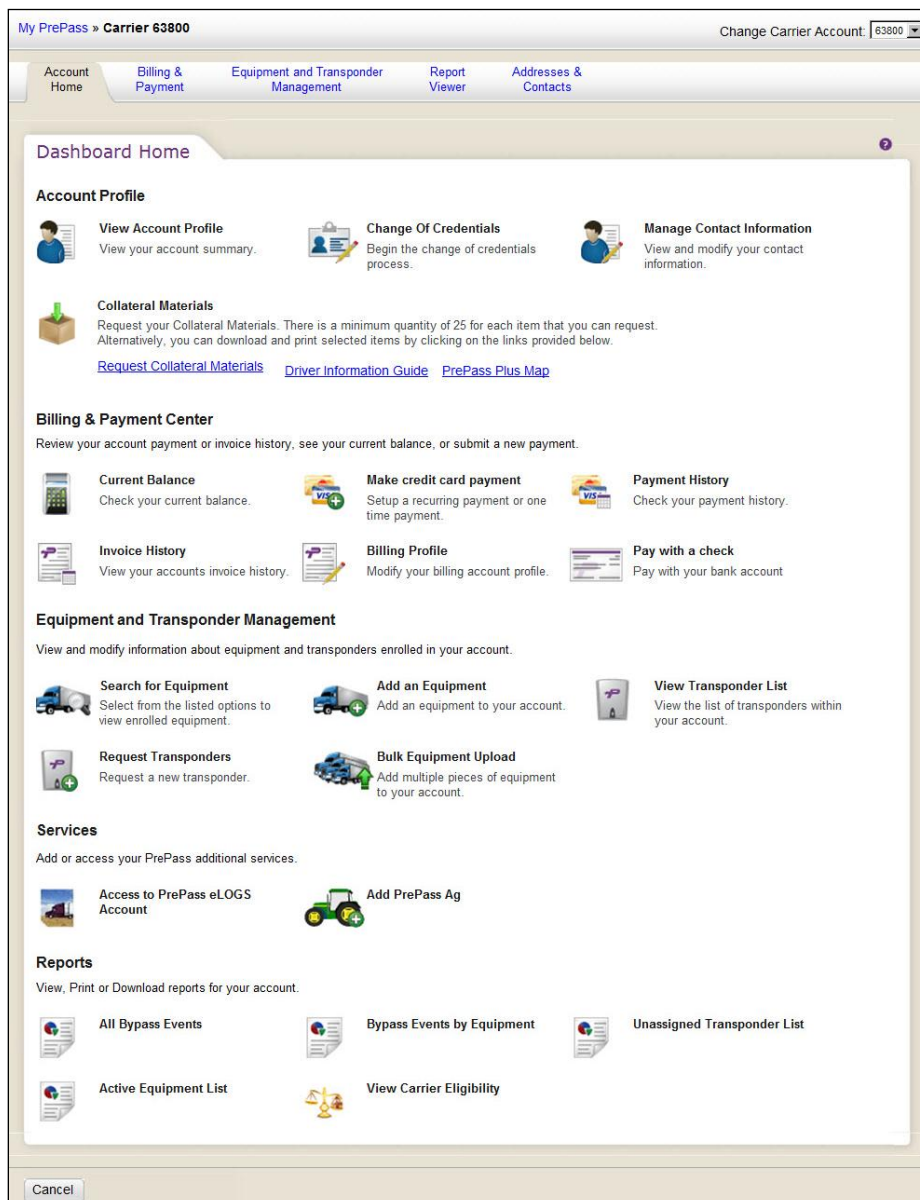 My PrePass » Carrier 63800
Change Carrier Account: 63800
Account Home
Billing & Payment
Equipment and Transponder Management
Report Viewer
Addresses & Contacts
Dashboard Home
?
Account Profile
View Account Profile
View your account summary.
Change Of Credentials
Begin the change of credentials
process.
Manage Contact Information
View and modify your contact
information.
Collateral Materials
Request your Collateral Materials. There is a minimum quantity of 25 for each item that you can request.
Alternatively, you can download and print selected items by clicking on the links provided below.
Request Collateral Materials Driver Information Guide PrePass Plus Map
Billing & Payment Center
Review your account payment or invoice history, see your current balance, or submit a new payment.
Current Balance
Check your current balance.
VISA
Make credit card payment
Setup a recurring payment or one
time payment.
VISA
Payment History
Check your payment history.
Invoice History
View your accounts invoice history.
Billing Profile
Modify your billing account profile.
Pay with a check
Pay with your bank account
Equipment and Transponder Management
View and modify information about equipment and transponders enrolled in your account.
Search for Equipment
Select from the listed options to
view enrolled equipment.
Add an Equipment
Add an equipment to your account.
View Transponder List
View the list of transponders within
your account.
Request Transponders
Request a new transponder.
Bulk Equipment Upload
Add multiple pieces of equipment
to your account.
Services
Add or access your PrePass additional services.
Access to PrePass eLOGS
Account
Add PrePass Ag
Reports
View, Print or Download reports for your account.
All Bypass Events
Bypass Events by Equipment
Unassigned Transponder List
Active Equipment List
View Carrier Eligibility
Cancel